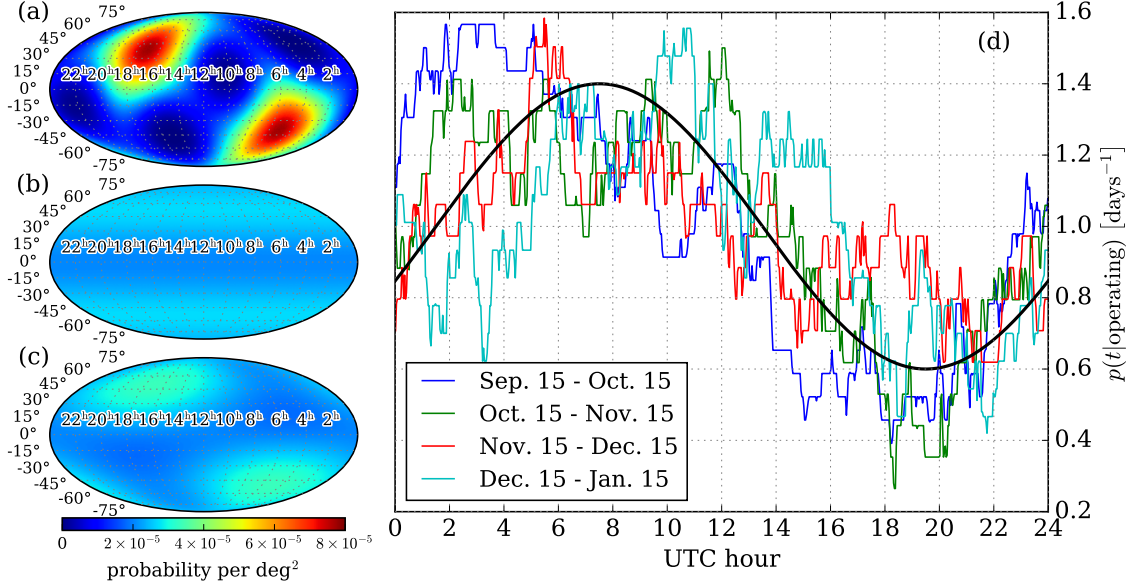 (a)
75°
60°
45°
30°
15°
0°
-15°
-30°
-45°
-60°
-75°
22ʰ 20ʰ 18ʰ 16ʰ 14ʰ 12ʰ 10ʰ 8ʰ 6ʰ 4ʰ 2ʰ
(b)
75°
60°
45°
30°
15°
0°
-15°
-30°
-45°
-60°
-75°
22ʰ 20ʰ 18ʰ 16ʰ 14ʰ 12ʰ 10ʰ 8ʰ 6ʰ 4ʰ 2ʰ
(c)
75°
60°
45°
30°
15°
0°
-15°
-30°
-45°
-60°
-75°
22ʰ 20ʰ 18ʰ 16ʰ 14ʰ 12ʰ 10ʰ 8ʰ 6ʰ 4ʰ 2ʰ
0 2 × 10⁻⁵ 4 × 10⁻⁵ 6 × 10⁻⁵ 8 × 10⁻⁵
probability per deg²
(d)
1.6
1.4
1.2
1.0
0.8
0.6
0.4
0.2
p(t|operating) [days⁻¹]
Sep. 15 - Oct. 15
Oct. 15 - Nov. 15
Nov. 15 - Dec. 15
Dec. 15 - Jan. 15
0 2 4 6 8 10 12 14 16 18 20 22 24
UTC hour